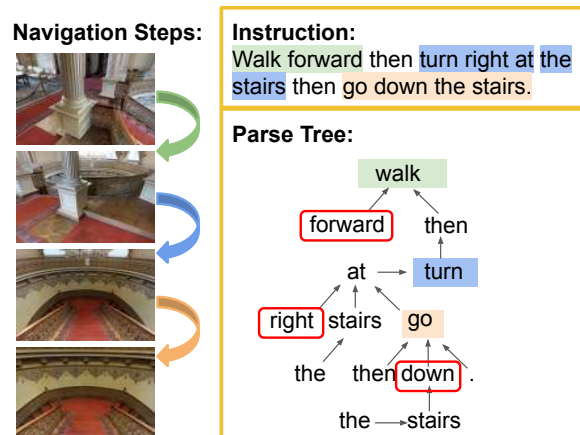 Navigation Steps:
Instruction:
Walk forward then turn right at the
stairs then go down the stairs.
Parse Tree:
walk
forward
then
at
turn
right
stairs
go
the
then
down
.
the
stairs